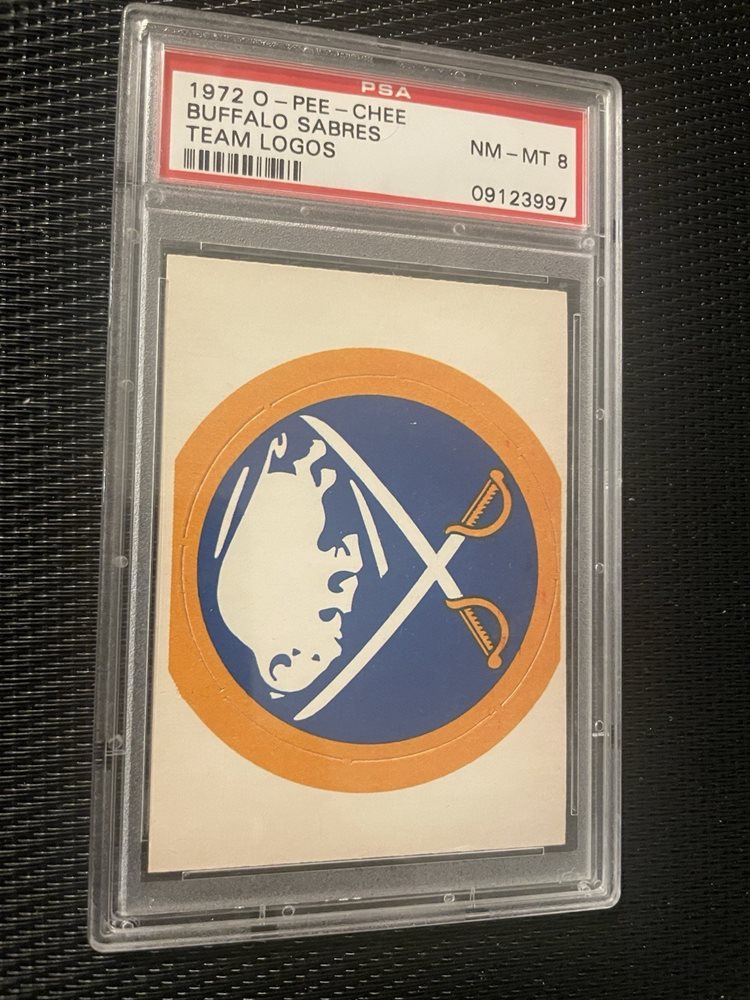 PSA
1972 O-PEE-CHEE
BUFFALO SABRES
TEAM LOGOS
NM-MT 8
09123997